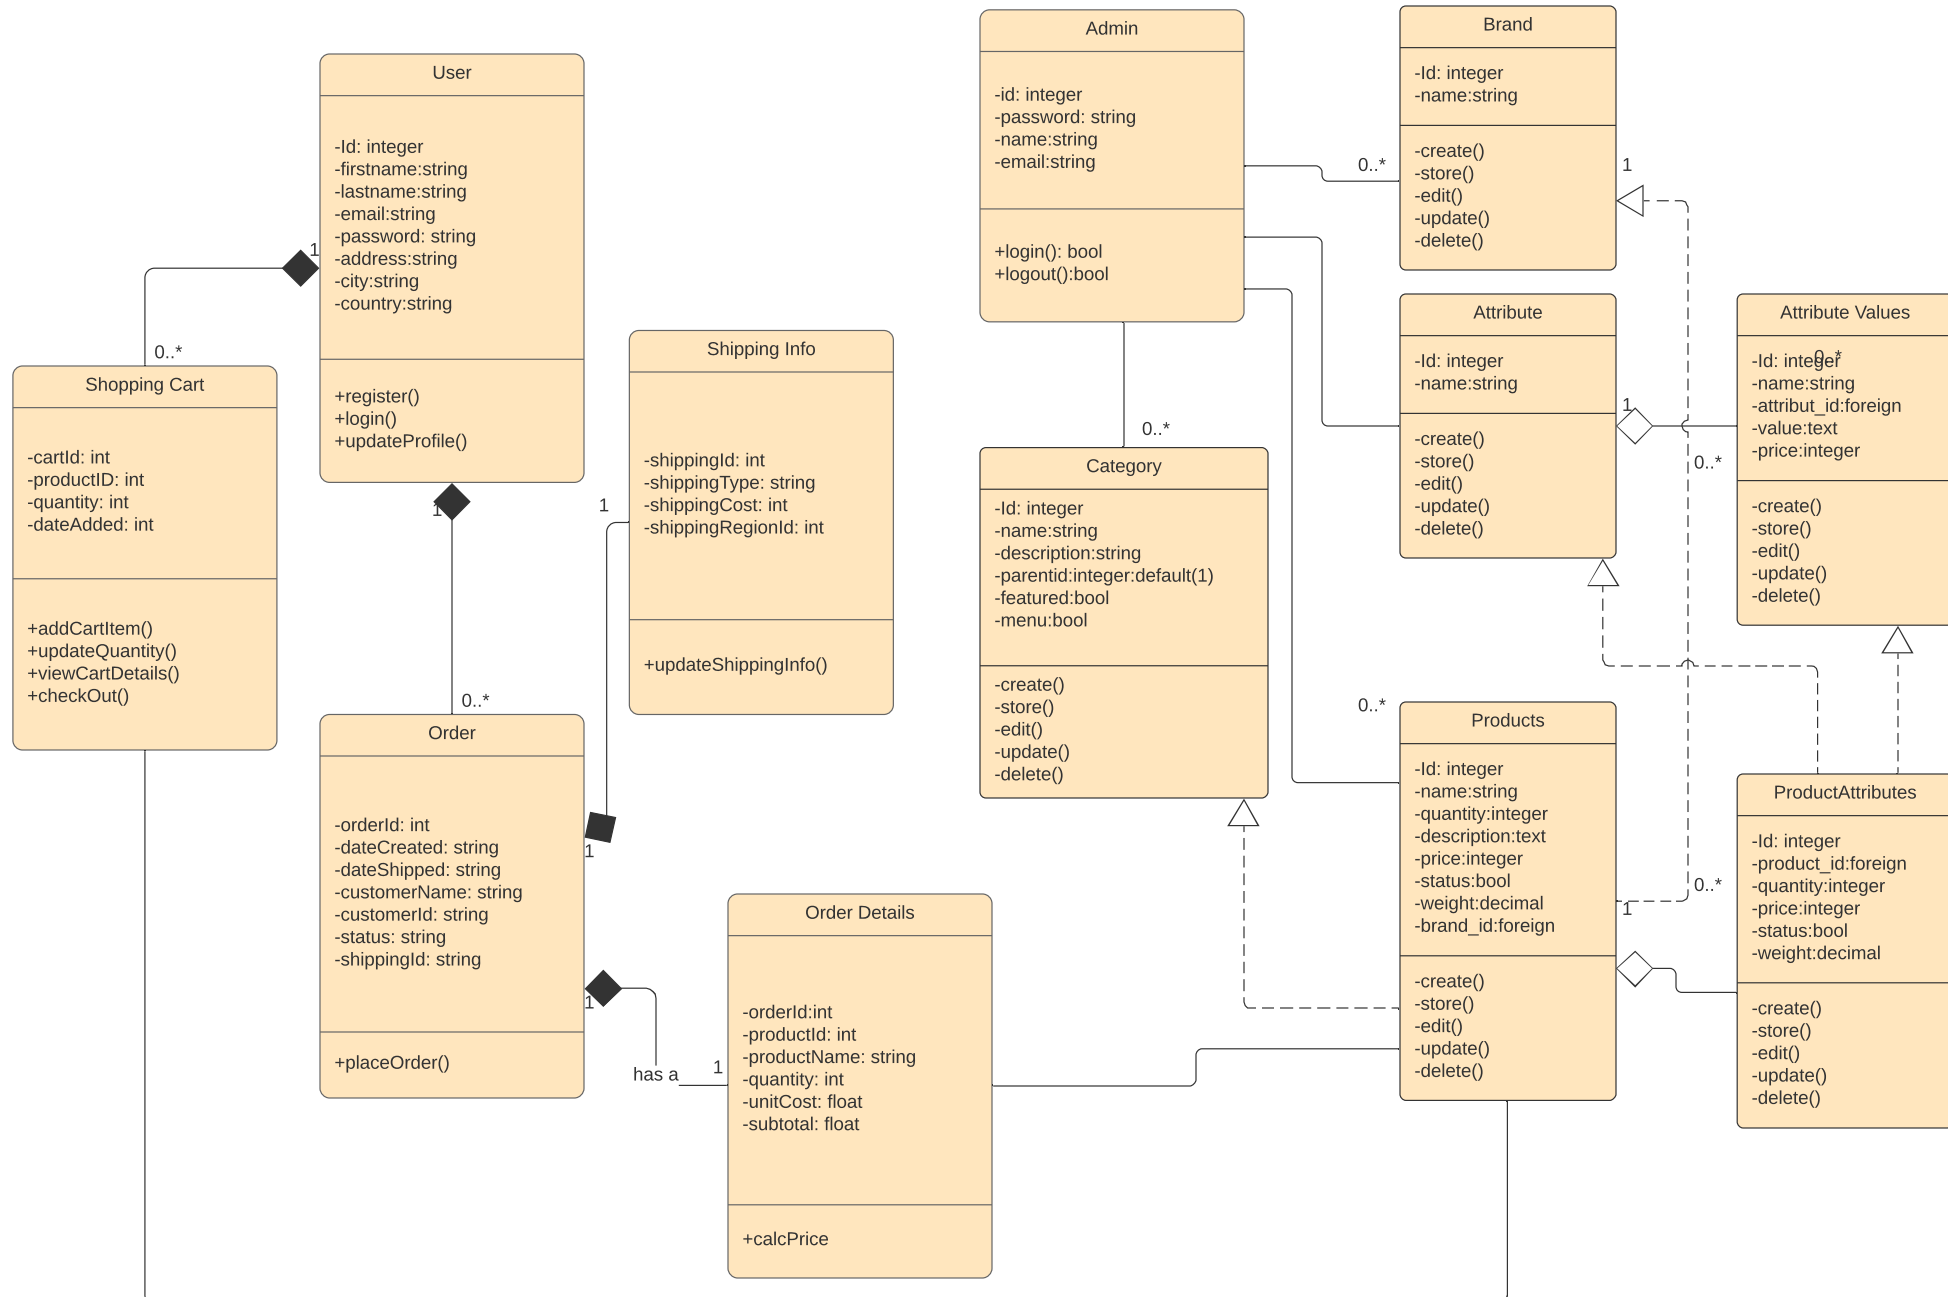 User
-Id: integer
-firstname:string
-lastname:string
-email:string
-password: string
-address:string
-city:string
-country:string
+register()
+login()
+updateProfile()
1
0..*
Shopping Cart
-cartId: int
-productID: int
-quantity: int
-dateAdded: int
+addCartItem()
+updateQuantity()
+viewCartDetails()
+checkOut()
1
0..*
Order
-orderId: int
-dateCreated: string
-dateShipped: string
-customerName: string
-customerId: string
-status: string
-shippingId: string
+placeOrder()
1
1
Shipping Info
-shippingId: int
-shippingType: string
-shippingCost: int
-shippingRegionId: int
+updateShippingInfo()
1
has a
1
Order Details
-orderId:int
-productId: int
-productName: string
-quantity: int
-unitCost: float
-subtotal: float
+calcPrice
Admin
-id: integer
-password: string
-name:string
-email:string
+login(): bool
+logout():bool
0..*
0..*
0..*
Category
-Id: integer
-name:string
-description:string
-parentid:integer:default(1)
-featured:bool
-menu:bool
-create()
-store()
-edit()
-update()
-delete()
Brand
-Id: integer
-name:string
-create()
-store()
-edit()
-update()
-delete()
1
Attribute
-Id: integer
-name:string
-create()
-store()
-edit()
-update()
-delete()
1
0..*
Attribute Values
0..*
-Id: integer
-name:string
-attribut_id:foreign
-value:text
-price:integer
-create()
-store()
-edit()
-update()
-delete()
Products
-Id: integer
-name:string
-quantity:integer
-description:text
-price:integer
-status:bool
-weight:decimal
-brand_id:foreign
-create()
-store()
-edit()
-update()
-delete()
0..*
1
ProductAttributes
-Id: integer
-product_id:foreign
-quantity:integer
-price:integer
-status:bool
-weight:decimal
-create()
-store()
-edit()
-update()
-delete()